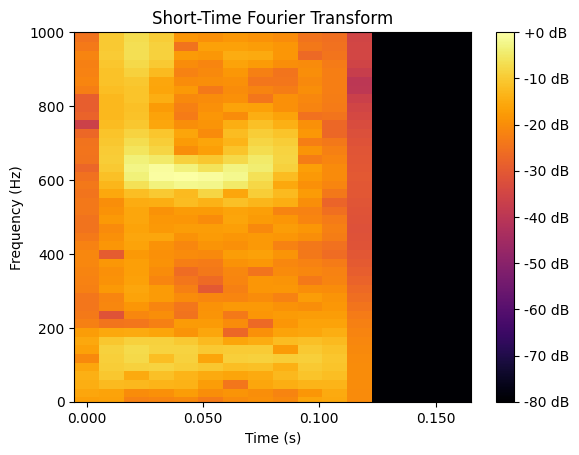 Short-Time Fourier Transform
1000
800
600
400
200
0
Frequency (Hz)
0.000
0.050
0.100
0.150
Time (s)
+0 dB
-10 dB
-20 dB
-30 dB
-40 dB
-50 dB
-60 dB
-70 dB
-80 dB